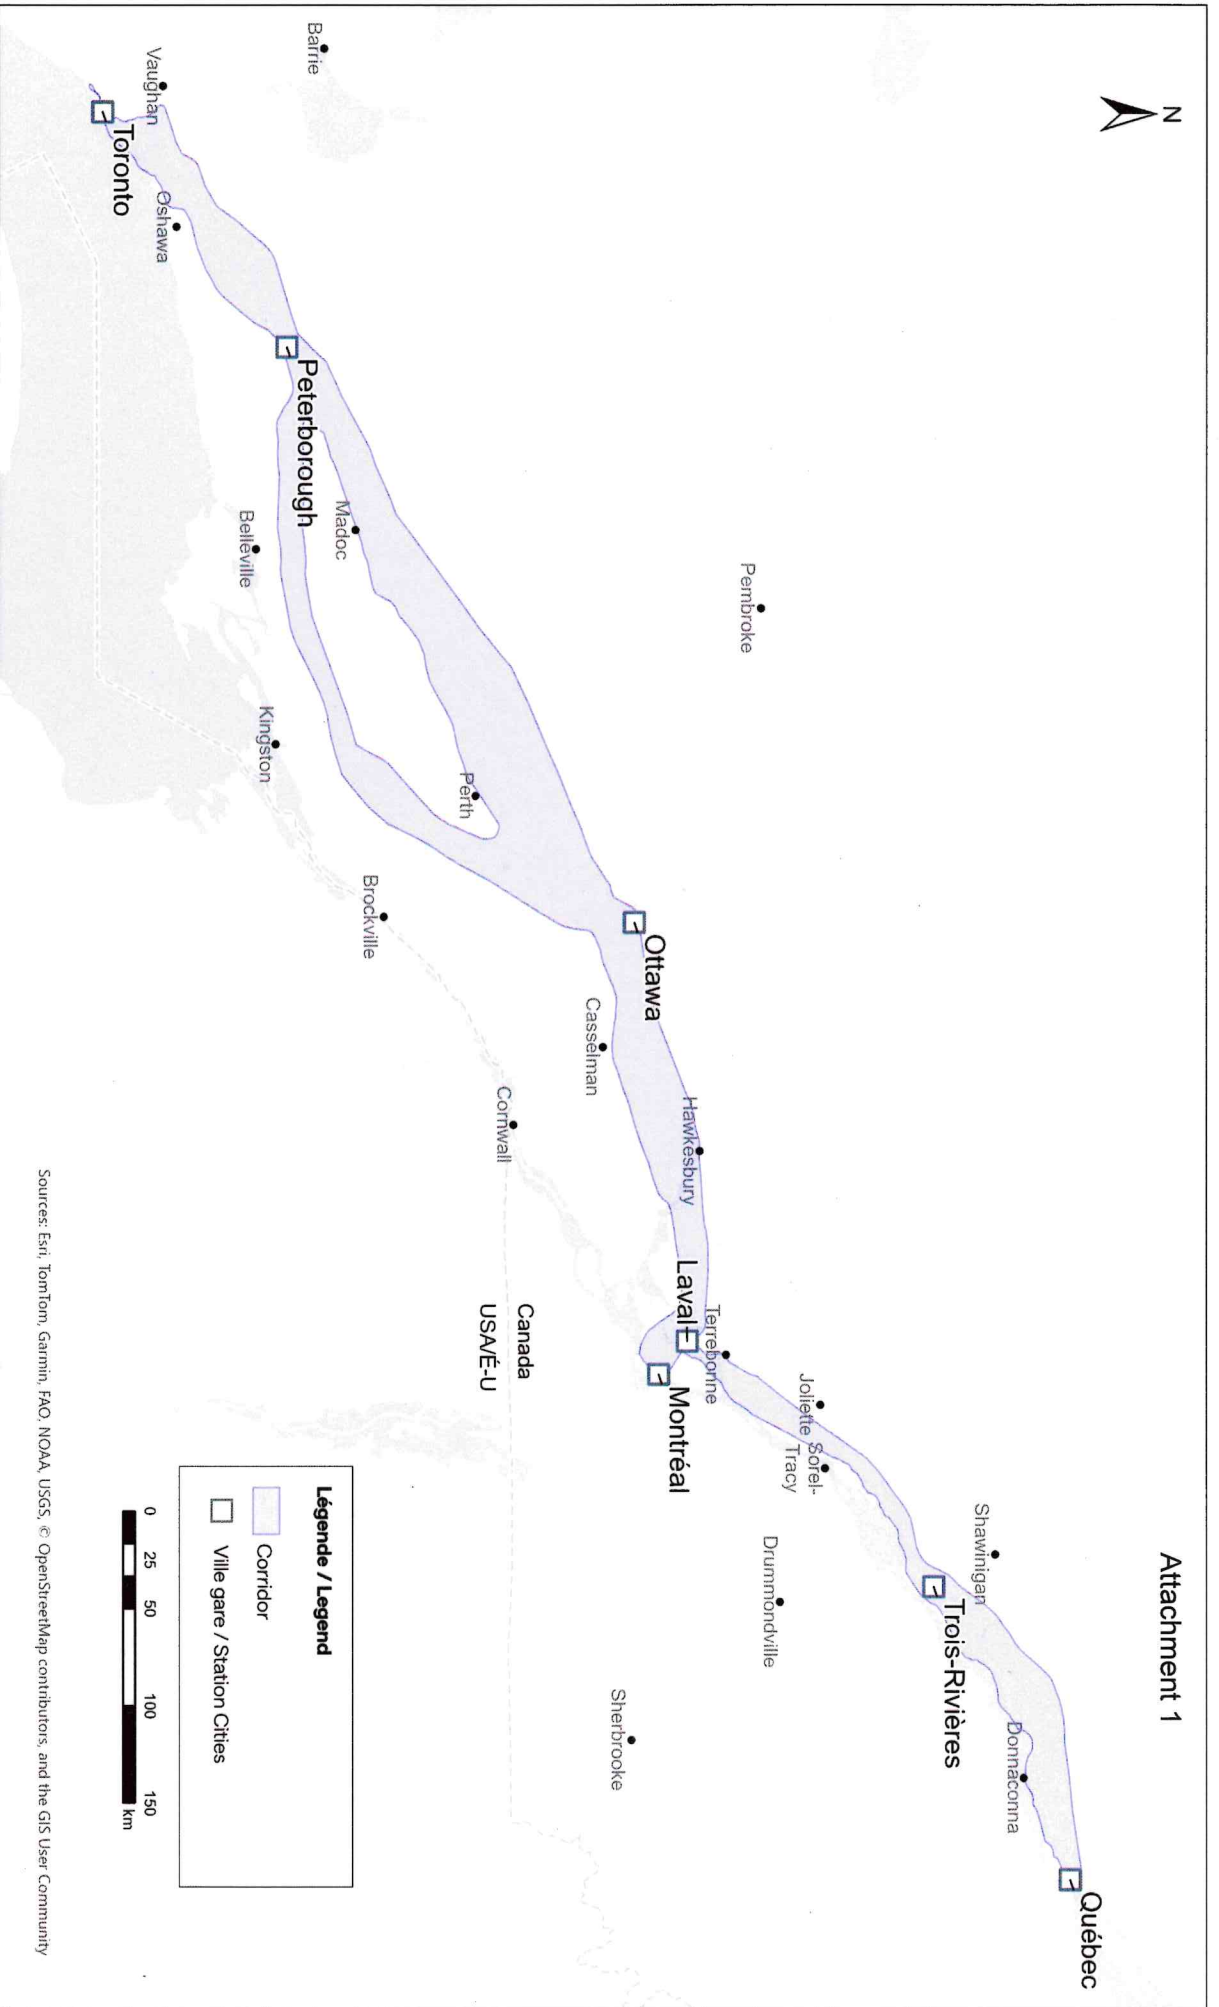 Attachment 1
N
Québec
Donnaconna
Shawinigan
Trois-Rivières
Joliette
Sorel-
Tracy
Drummondville
Pembroke
Terrebonne
Hawkesbury
Laval
Montréal
Sherbrooke
Ottawa
Casselman
Cornwall
Canada
USA/É-U
Perth
Brockville
Madoc
Barrie
Peterborough
Kingston
Belleville
Vaughan
Oshawa
Toronto
Légende / Legend
Corridor
Ville gare / Station Cities
0 25 50 100 150
km
Sources: Esri, TomTom, Garmin, FAO, NOAA, USGS, © OpenStreetMap contributors, and the GIS User Community